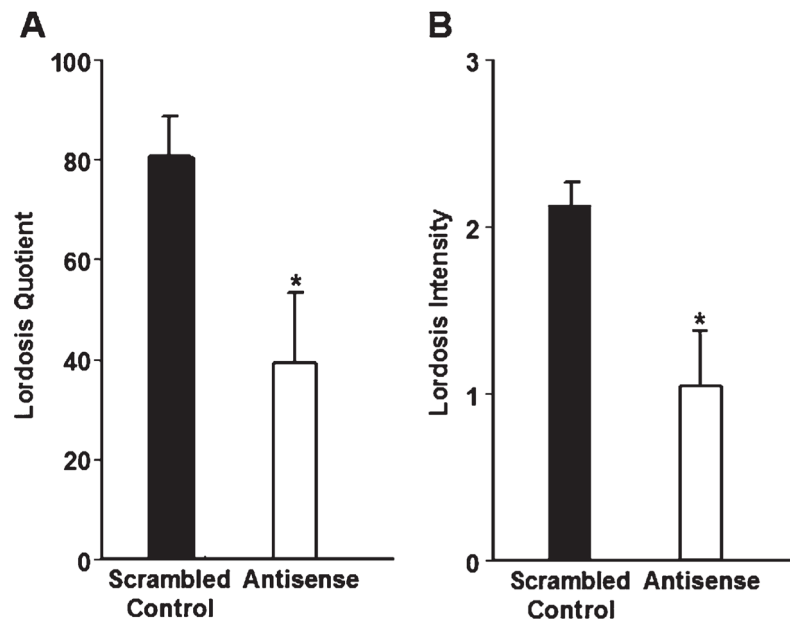 A
100
80
60
40
20
0
Lordosis Quotient
*
Scrambled Antisense
Control
B
3
2
1
0
Lordosis Intensity
*
Scrambled Antisense
Control